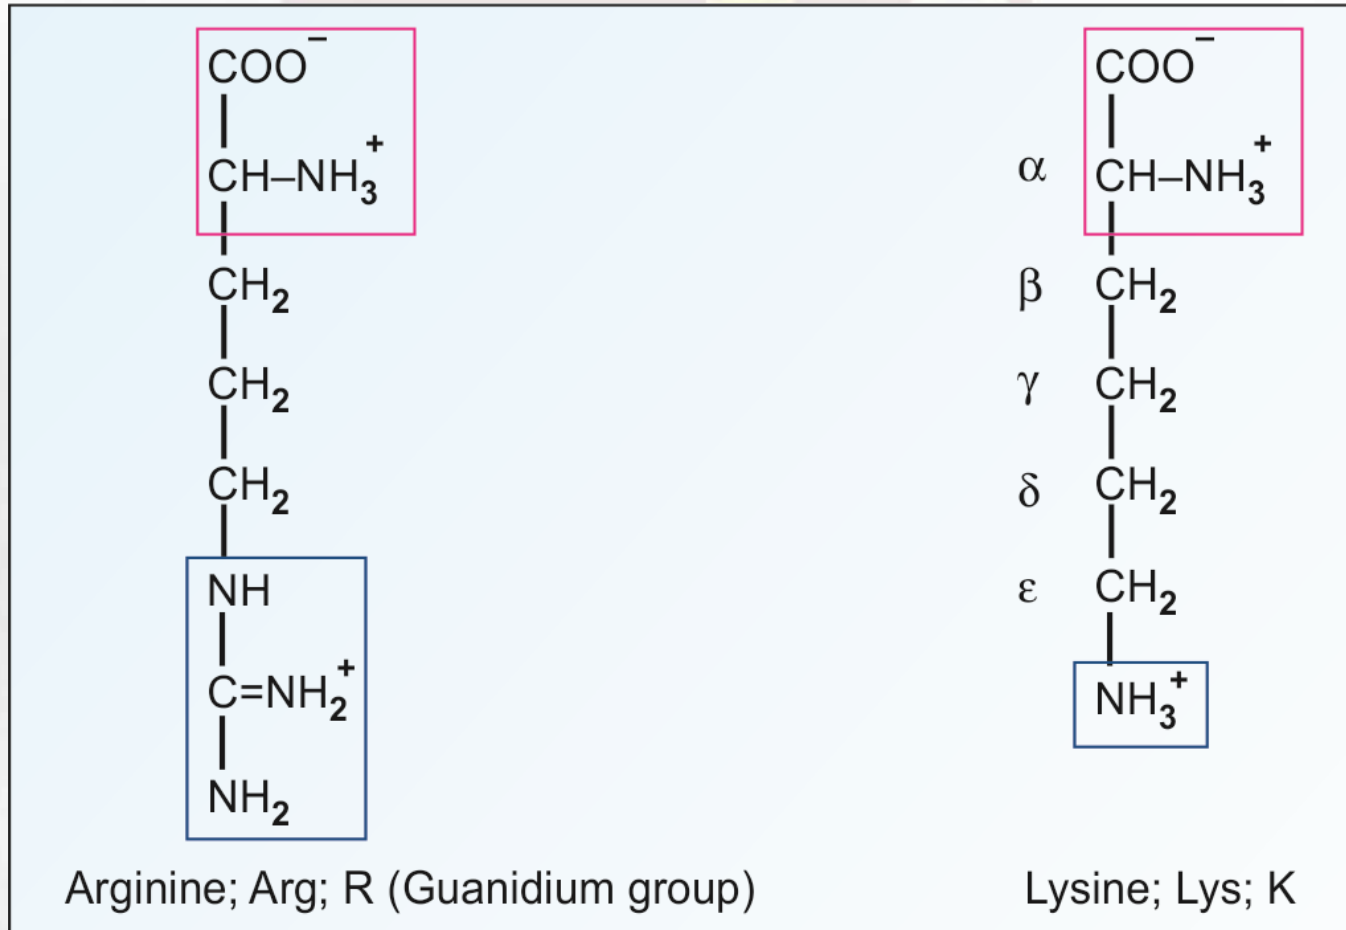 COO⁻
CH–NH₃⁺
CH₂
CH₂
CH₂
NH
C=NH₂⁺
NH₂
Arginine; Arg; R (Guanidium group)
COO⁻
α CH–NH₃⁺
β CH₂
γ CH₂
δ CH₂
ε CH₂
NH₃⁺
Lysine; Lys; K